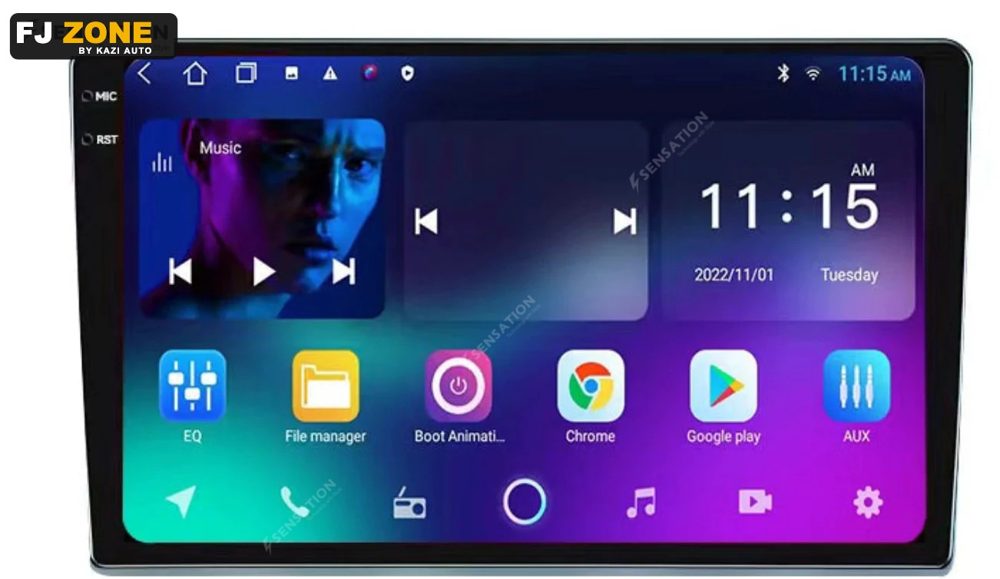 FJ ZONE
BY KAZI AUTO
11:15 AM
MIC
RST
Music
SENSATION
AM
11:15
2022/11/01 Tuesday
SENSATION
EQ File manager Boot Animati... Chrome Google play AUX
SENSATION